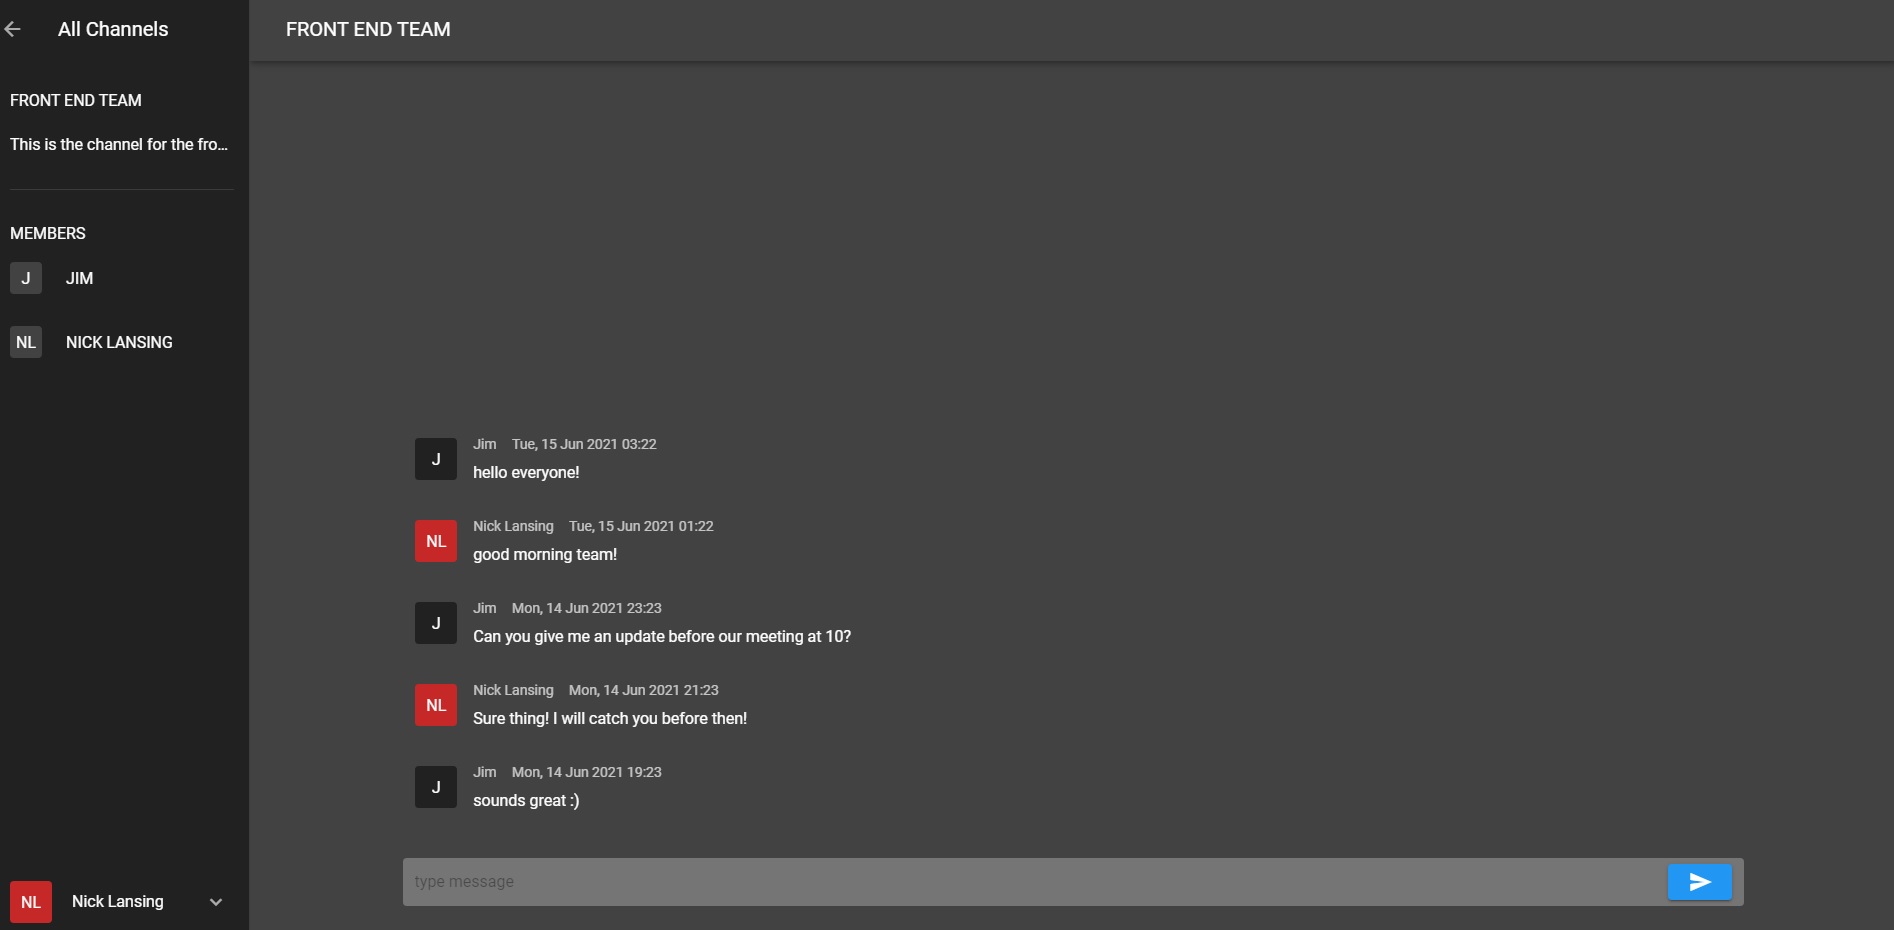 All Channels
FRONT END TEAM
This is the channel for the fro...
MEMBERS
J JIM
NL NICK LANSING
NL Nick Lansing
FRONT END TEAM
J Jim Tue, 15 Jun 2021 03:22
hello everyone!
NL Nick Lansing Tue, 15 Jun 2021 01:22
good morning team!
J Jim Mon, 14 Jun 2021 23:23
Can you give me an update before our meeting at 10?
NL Nick Lansing Mon, 14 Jun 2021 21:23
Sure thing! I will catch you before then!
J Jim Mon, 14 Jun 2021 19:23
sounds great :)
type message